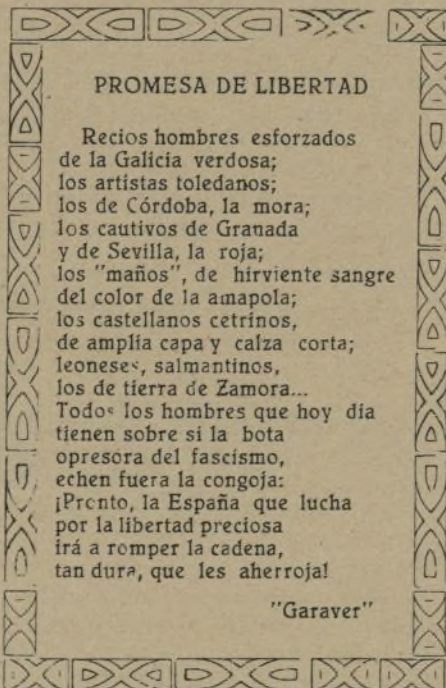 PROMESA DE LIBERTAD
Recios hombres esforzados
de la Galicia verdosa;
los artistas toledanos;
los de Córdoba, la mora;
los cautivos de Granada
y de Sevilla, la roja;
los "maños", de hirviente sangre
del color de la amapola;
los castellanos cetrinos,
de amplia capa y calza corta;
leoneses, salmantinos,
los de tierra de Zamora...
Todos los hombres que hoy día
tienen sobre si la bota
opresora del fascismo,
echen fuera la congoja:
¡Pronto, la España que lucha
por la libertad preciosa
irá a romper la cadena,
tan dura, que les aherroja!
"Garaver"